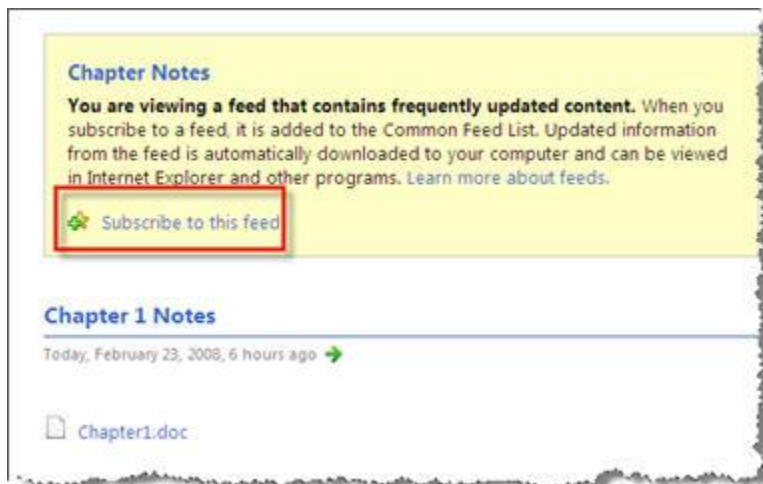 Chapter Notes
You are viewing a feed that contains frequently updated content. When you
subscribe to a feed, it is added to the Common Feed List. Updated information
from the feed is automatically downloaded to your computer and can be viewed
in Internet Explorer and other programs. Learn more about feeds.
Subscribe to this feed
Chapter 1 Notes
Today, February 23, 2008, 6 hours ago
Chapter1.doc